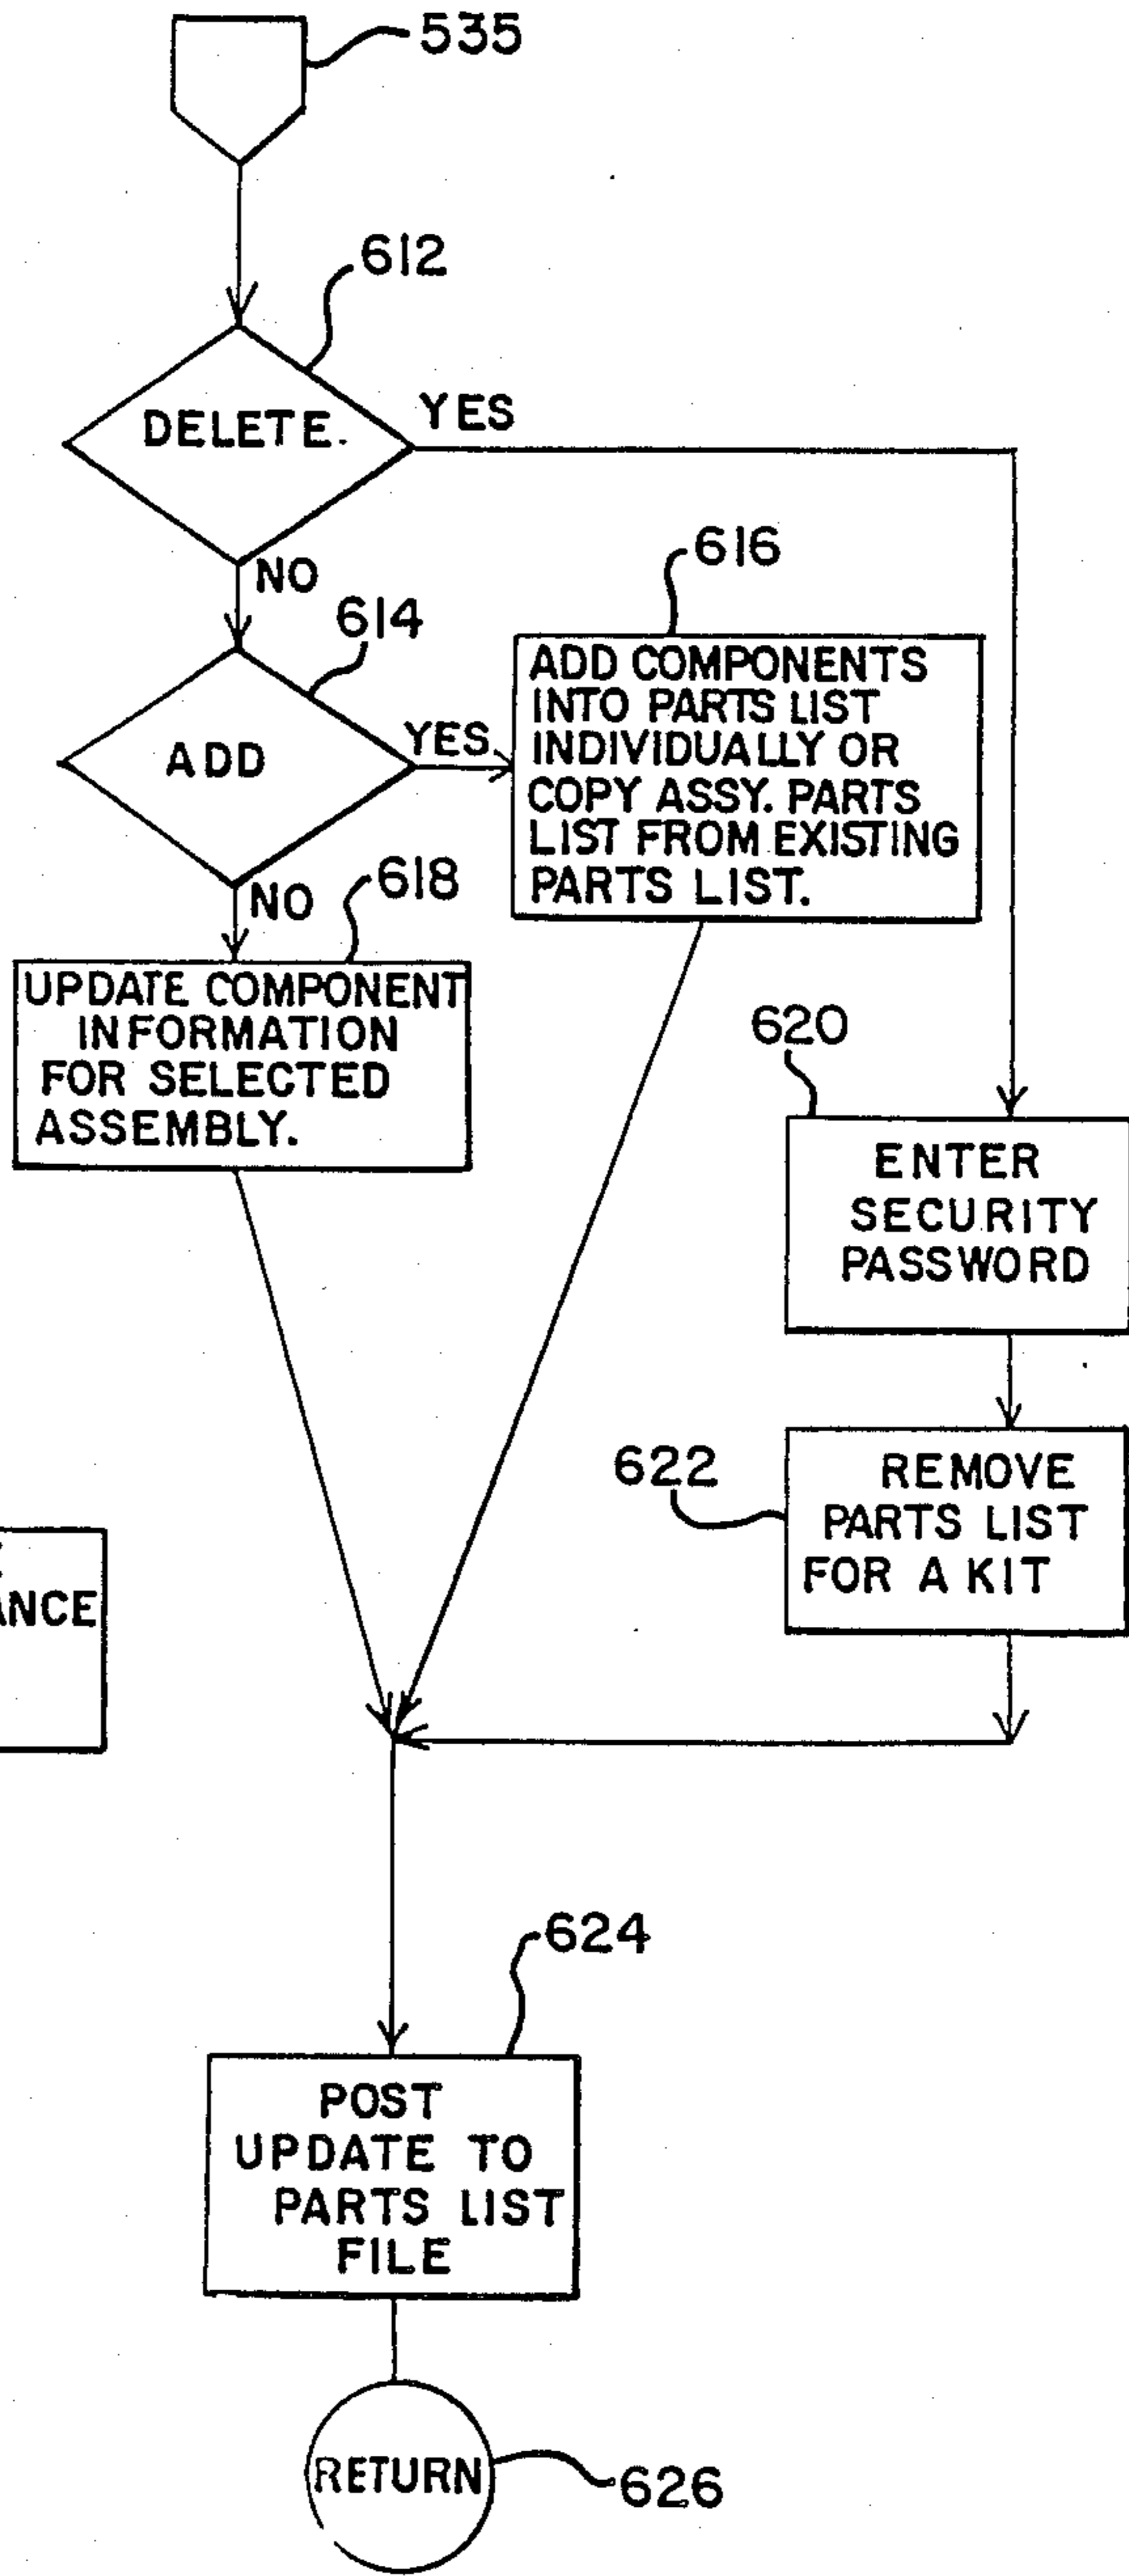 535
612
DELETE.
YES
NO
614
ADD
YES
616
ADD COMPONENTS
INTO PARTS LIST
INDIVIDUALLY OR
COPY ASSY. PARTS
LIST FROM EXISTING
PARTS LIST.
NO
618
UPDATE COMPONENT
INFORMATION
FOR SELECTED
ASSEMBLY.
620
ENTER
SECURITY
PASSWORD
622
REMOVE
PARTS LIST
FOR A KIT
624
POST
UPDATE TO
PARTS LIST
FILE
RETURN
626